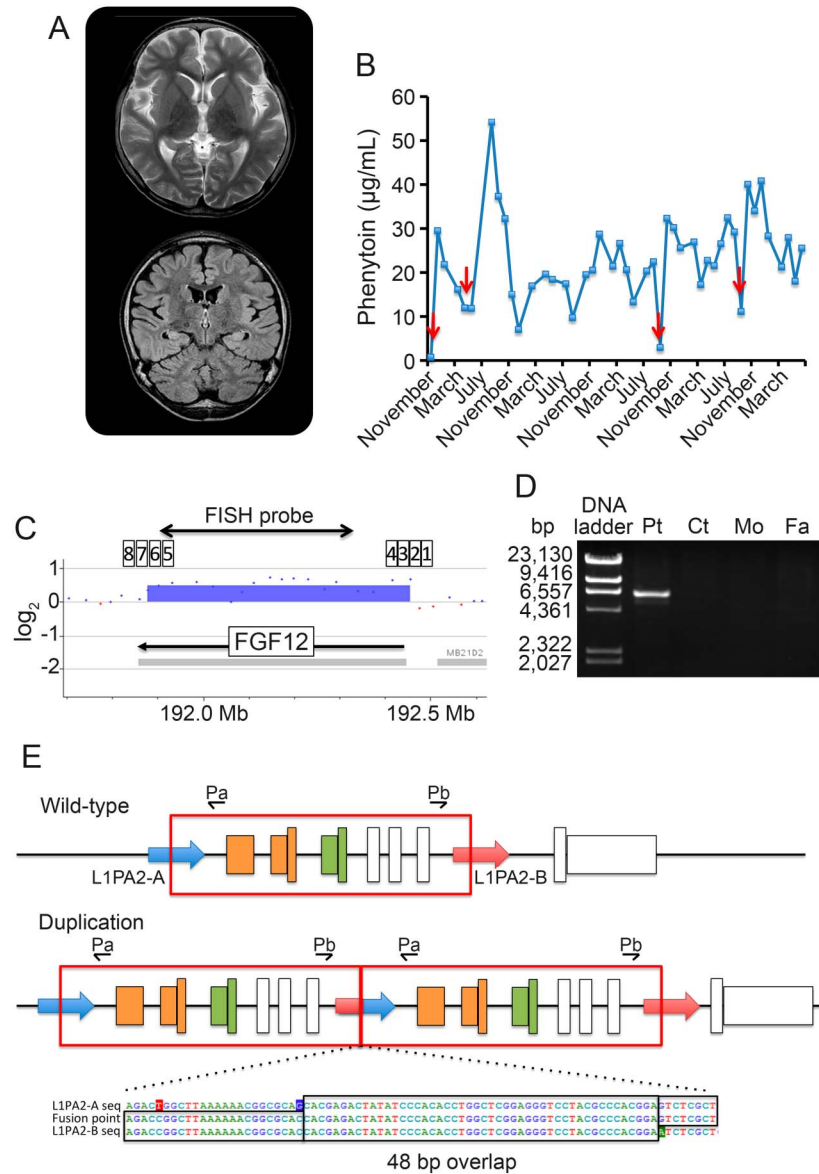 A
B
Phenytoin (µg/mL)
60
50
40
30
20
10
0
November
March
July
November
March
July
November
March
July
November
March
July
November
March
C
FISH probe
8 7 6 5
4 3 2 1
log2
1
0
-1
-2
FGF12
MB21D2
192.0 Mb
192.5 Mb
D
bp
DNA ladder
Pt
Ct
Mo
Fa
23,130
9,416
6,557
4,361
2,322
2,027
E
Wild-type
Pa
Pb
L1PA2-A
L1PA2-B
Duplication
Pa
Pb
Pa
Pb
L1PA2-A seq AGACTGGCTTAAAAAACGGCGCAGCACGAGACTATATCCCACACCTGGCTCGGAGGGTCCTACGCCCACGGAGTCTCGCT
Fusion point AGACCGGCTTAAAAAACGGCGCACCACGAGACTATATCCCACACCTGGCTCGGAGGGTCCTACGCCCACGGAGTCTCGCT
L1PA2-B seq AGACCGGCTTAAAAAACGGCGCACCACGAGACTATATCCCACACCTGGCTCGGAGGGTCCTACGCCCACGGAATCTCGCT
48 bp overlap